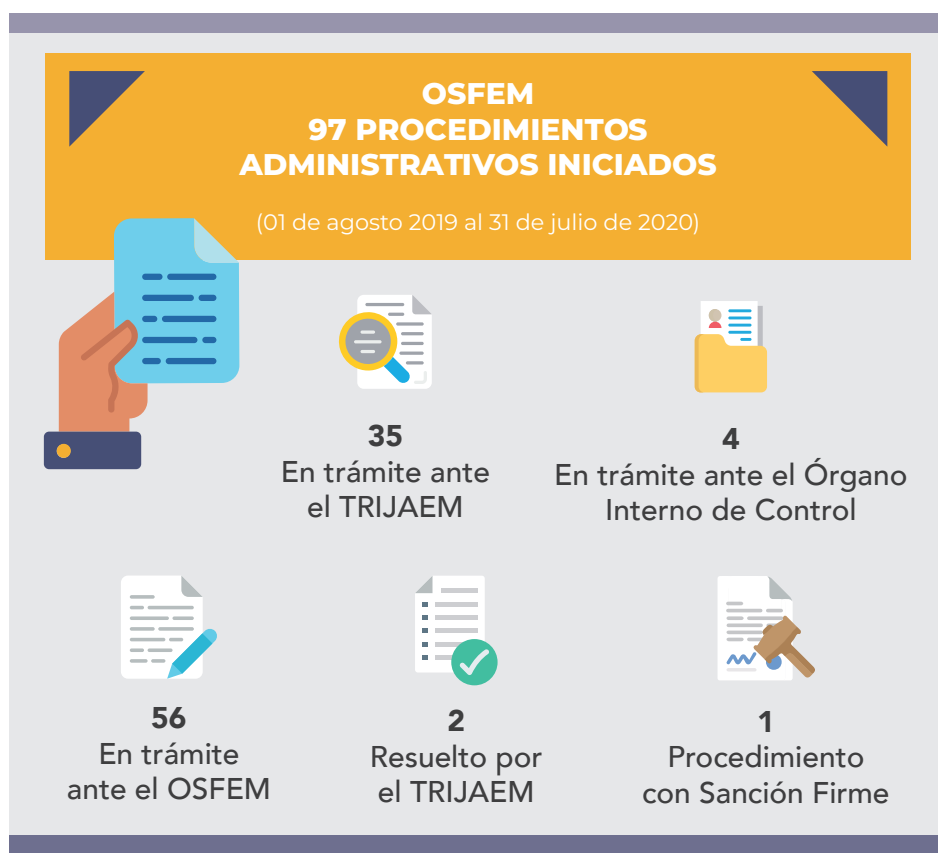 OSFEM
97 PROCEDIMIENTOS
ADMINISTRATIVOS INICIADOS
(01 de agosto 2019 al 31 de julio de 2020)
35
En trámite ante
el TRIJAEM
4
En trámite ante el Órgano
Interno de Control
56
En trámite
ante el OSFEM
2
Resuelto por
el TRIJAEM
1
Procedimiento
con Sanción Firme